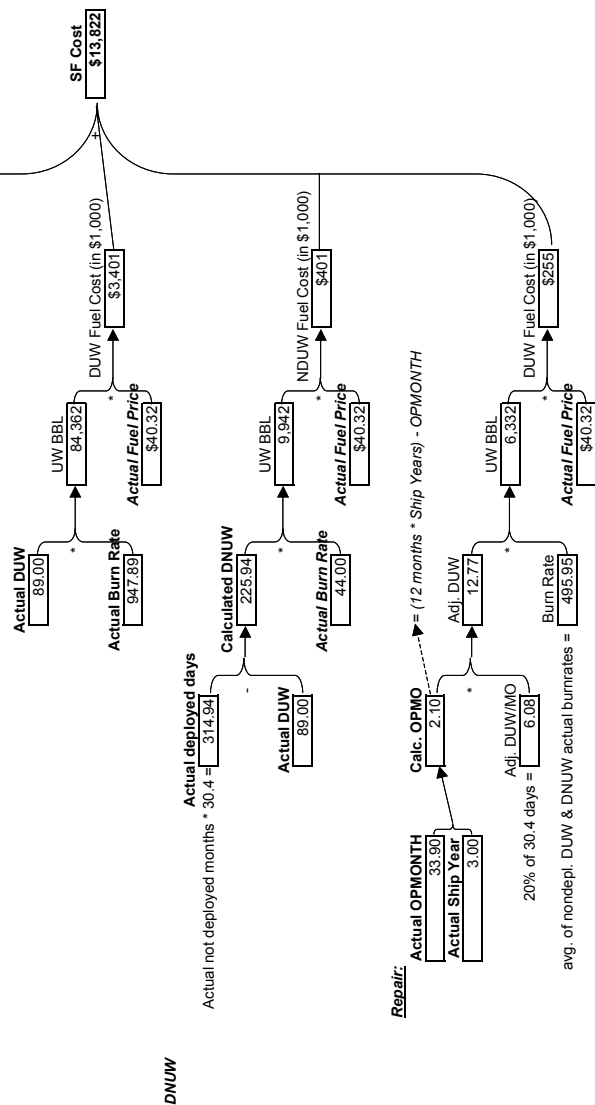 SF Cost
$13,822
+
Actual DUW
89.00
*
Actual Burn Rate
947.89
UW BBL
84,362
*
Actual Fuel Price
$40.32
DUW Fuel Cost (in $1,000)
$3,401
DNUW
Actual deployed days
Actual not deployed months * 30.4 = 314.94
-
Actual DUW
89.00
Calculated DNUW
225.94
*
Actual Burn Rate
44.00
UW BBL
9,942
*
Actual Fuel Price
$40.32
NDUW Fuel Cost (in $1,000)
$401
Repair:
Actual OPMONTH
33.90
Actual Ship Year
3.00
Calc. OPMO
2.10
= (12 months * Ship Years) - OPMONTH
*
Adj. DUW/MO
20% of 30.4 days = 6.08
Adj. DUW
12.77
*
Burn Rate
avg. of nondepl. DUW & DNUW actual burnrates = 495.95
UW BBL
6,332
*
Actual Fuel Price
$40.32
DUW Fuel Cost (in $1,000)
$255